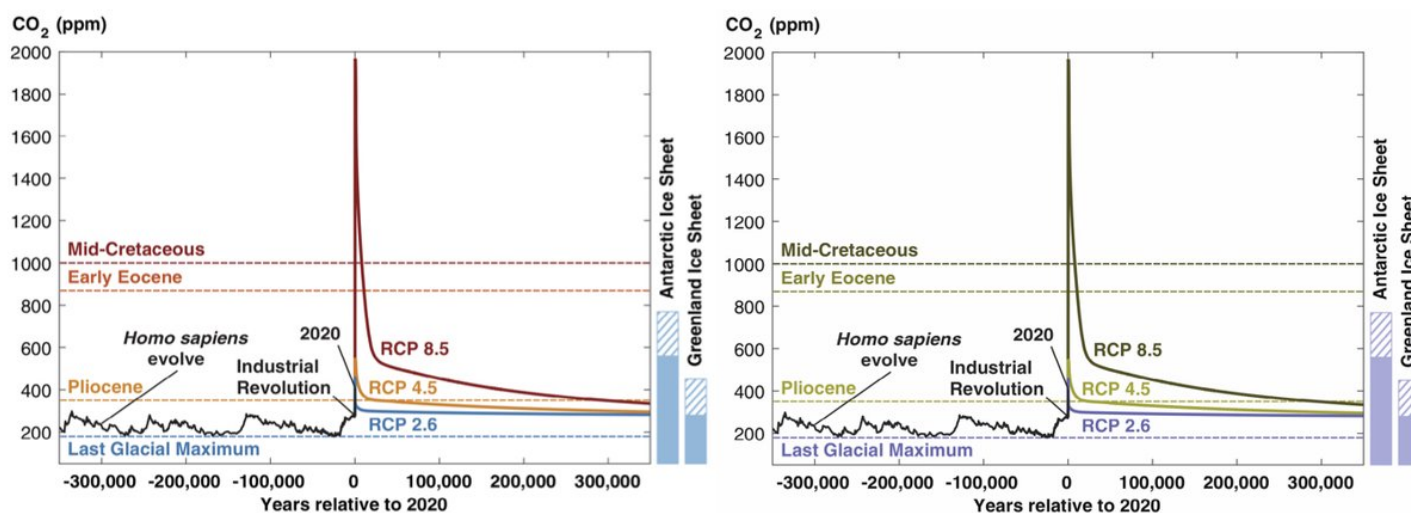 CO2 (ppm)
2000
1800
1600
1400
1200
1000
800
600
400
200
Mid-Cretaceous
Early Eocene
Homo sapiens
evolve
2020
Industrial
Revolution
RCP 8.5
Pliocene
RCP 4.5
RCP 2.6
Last Glacial Maximum
-300,000 -200,000 -100,000 0 100,000 200,000 300,000
Years relative to 2020
Antarctic Ice Sheet
Greenland Ice Sheet
CO2 (ppm)
2000
1800
1600
1400
1200
1000
800
600
400
200
Mid-Cretaceous
Early Eocene
Homo sapiens
evolve
2020
Industrial
Revolution
RCP 8.5
Pliocene
RCP 4.5
RCP 2.6
Last Glacial Maximum
-300,000 -200,000 -100,000 0 100,000 200,000 300,000
Years relative to 2020
Antarctic Ice Sheet
Greenland Ice Sheet